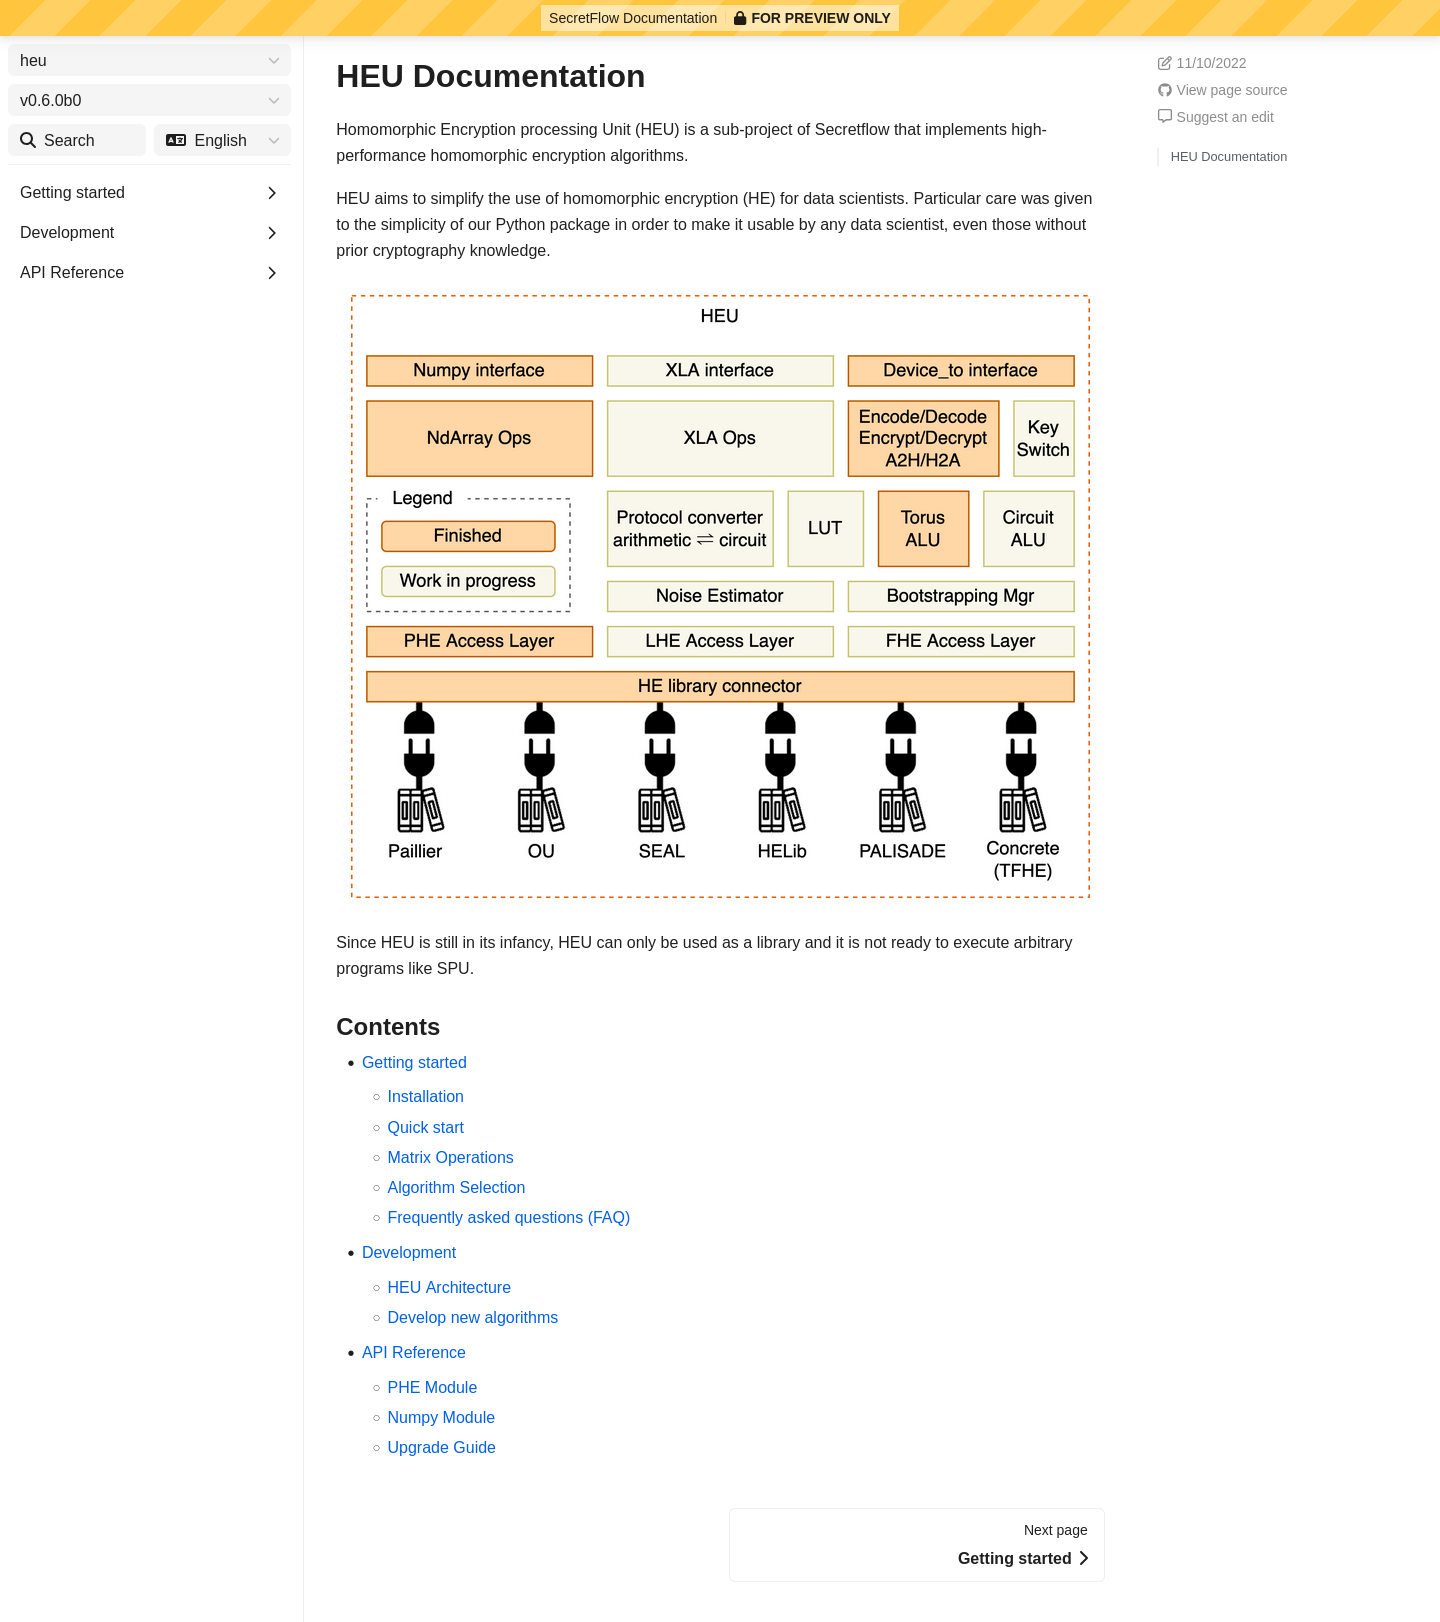 SecretFlow Documentation FOR PREVIEW ONLY
heu
v0.6.0b0
Search English
Getting started
Development
API Reference
HEU Documentation
Homomorphic Encryption processing Unit (HEU) is a sub-project of Secretflow that implements high-
performance homomorphic encryption algorithms.
HEU aims to simplify the use of homomorphic encryption (HE) for data scientists. Particular care was given
to the simplicity of our Python package in order to make it usable by any data scientist, even those without
prior cryptography knowledge.
HEU
Numpy interface XLA interface Device_to interface
NdArray Ops
XLA Ops
Encode/Decode
Encrypt/Decrypt
A2H/H2A
Key
Switch
Legend
Finished
Work in progress
Protocol converter
arithmetic ⇌ circuit
LUT
Torus
ALU
Circuit
ALU
Noise Estimator Bootstrapping Mgr
PHE Access Layer LHE Access Layer FHE Access Layer
HE library connector
Paillier OU SEAL HELib PALISADE Concrete
(TFHE)
Since HEU is still in its infancy, HEU can only be used as a library and it is not ready to execute arbitrary
programs like SPU.
Contents
• Getting started
○ Installation
○ Quick start
○ Matrix Operations
○ Algorithm Selection
○ Frequently asked questions (FAQ)
• Development
○ HEU Architecture
○ Develop new algorithms
• API Reference
○ PHE Module
○ Numpy Module
○ Upgrade Guide
Next page
Getting started
11/10/2022
View page source
Suggest an edit
HEU Documentation